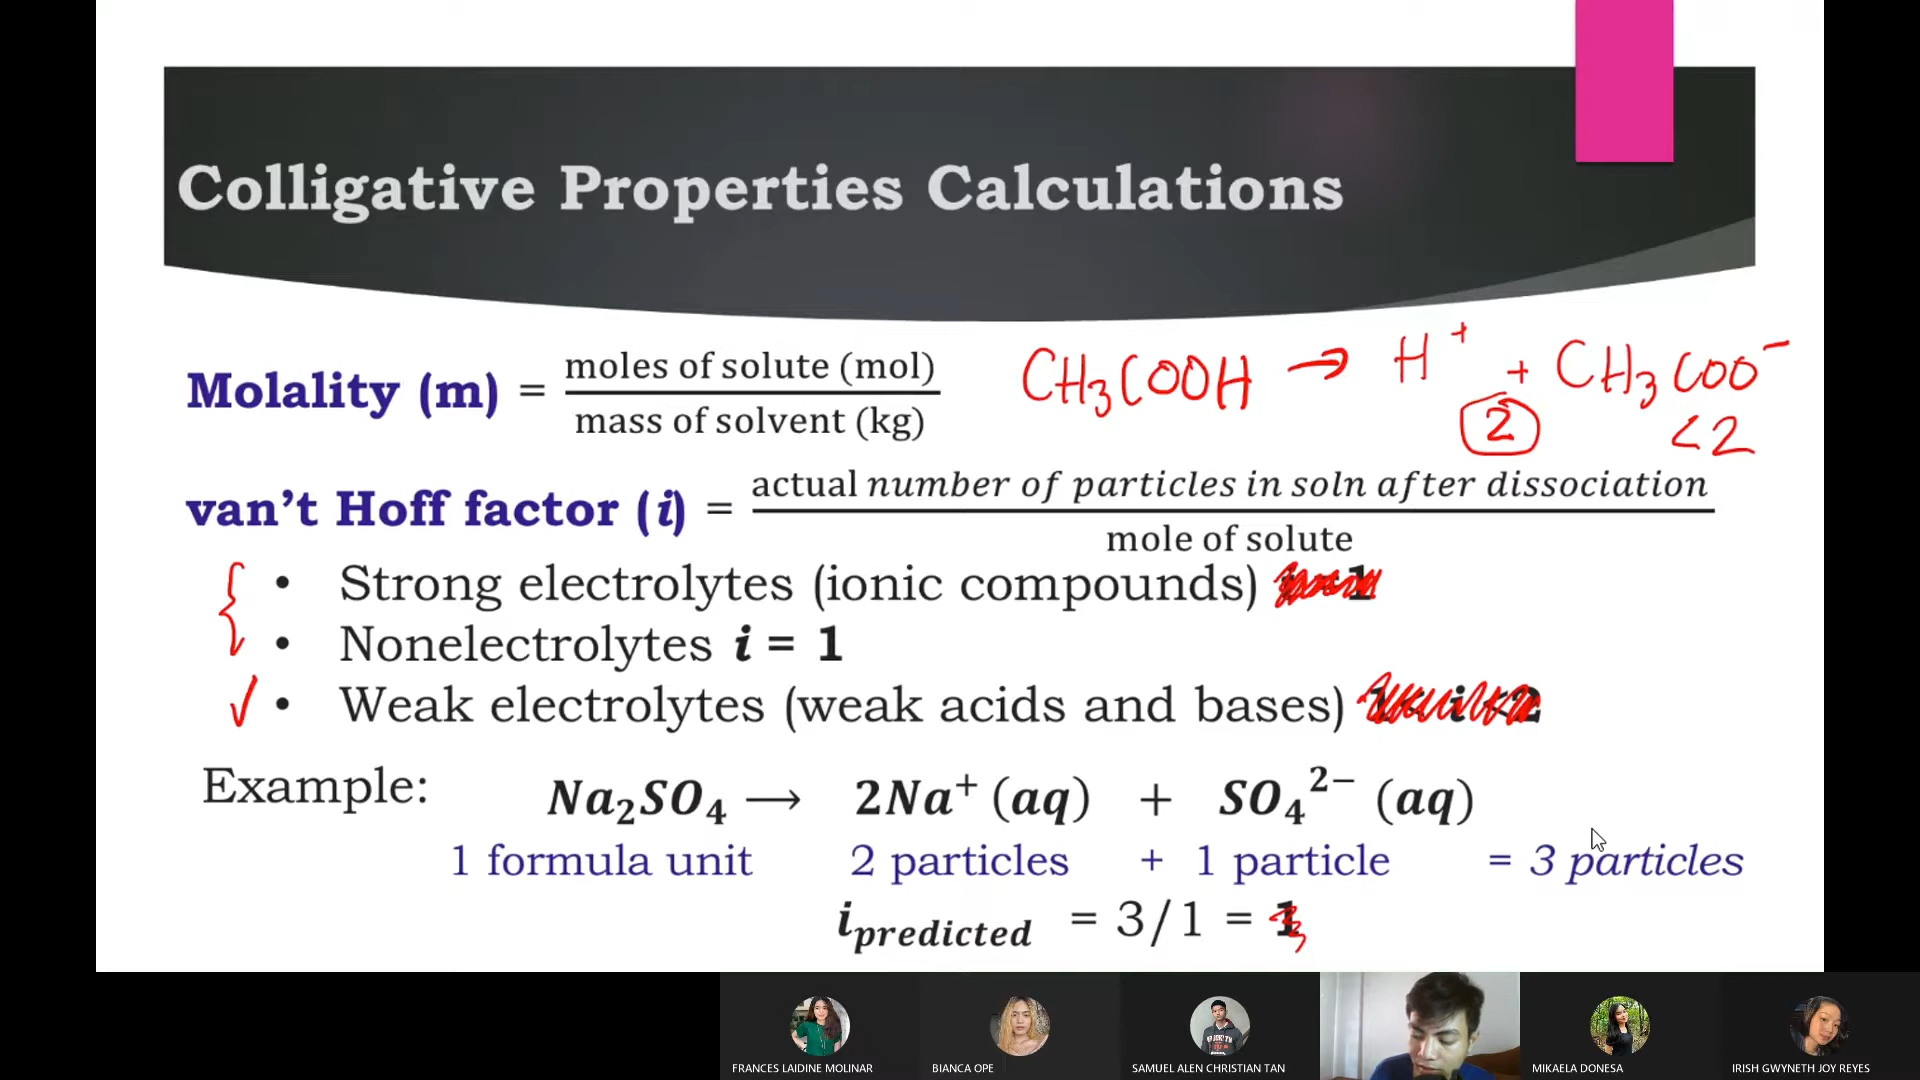 Colligative Properties Calculations
Molality (m) = moles of solute (mol) / mass of solvent (kg)
CH₃COOH → H⁺ + CH₃COO⁻
2 <2
van't Hoff factor (i) = actual number of particles in soln after dissociation / mole of solute
• Strong electrolytes (ionic compounds)
• Nonelectrolytes i = 1
• Weak electrolytes (weak acids and bases)
Example: Na₂SO₄ ⟶ 2Na⁺ (aq) + SO₄²⁻ (aq)
1 formula unit 2 particles + 1 particle = 3 particles
i predicted = 3/1 =
FRANCES LAIDINE MOLINAR
BIANCA OPE
SAMUEL ALEN CHRISTIAN TAN
MIKAELA DONESA
IRISH GWYNETH JOY REYES